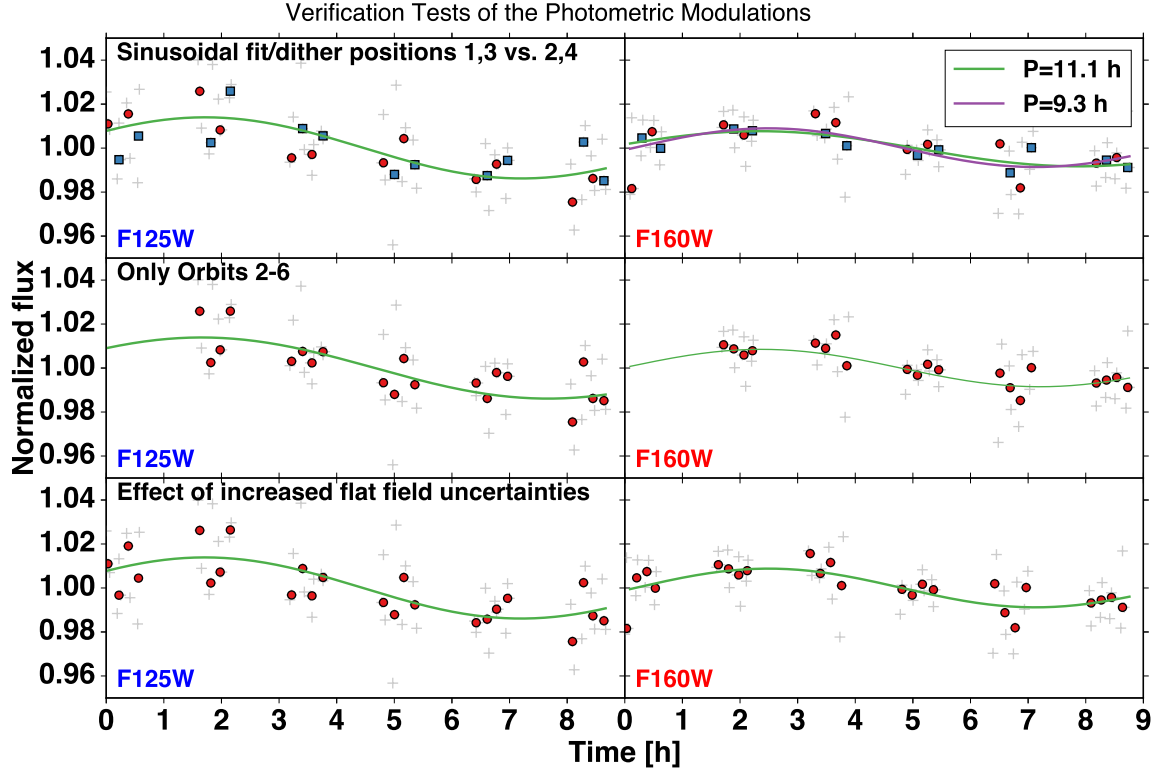 Verification Tests of the Photometric Modulations
Sinusoidal fit/dither positions 1,3 vs. 2,4
P=11.1 h
P=9.3 h
1.04
1.02
1.00
0.98
0.96
F125W
F160W
Only Orbits 2-6
1.04
1.02
1.00
0.98
0.96
F125W
F160W
Normalized flux
Effect of increased flat field uncertainties
1.04
1.02
1.00
0.98
0.96
F125W
F160W
0 1 2 3 4 5 6 7 8 0 1 2 3 4 5 6 7 8 9
Time [h]